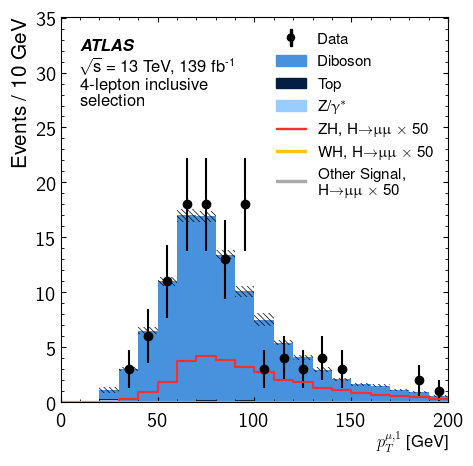 ATLAS
√s = 13 TeV, 139 fb⁻¹
4-lepton inclusive
selection
Data
Diboson
Top
Z/γ*
ZH, H→μμ × 50
WH, H→μμ × 50
Other Signal,
H→μμ × 50
Events / 10 GeV
35
30
25
20
15
10
5
0
0 50 100 150 200
p_T^{μ,1} [GeV]